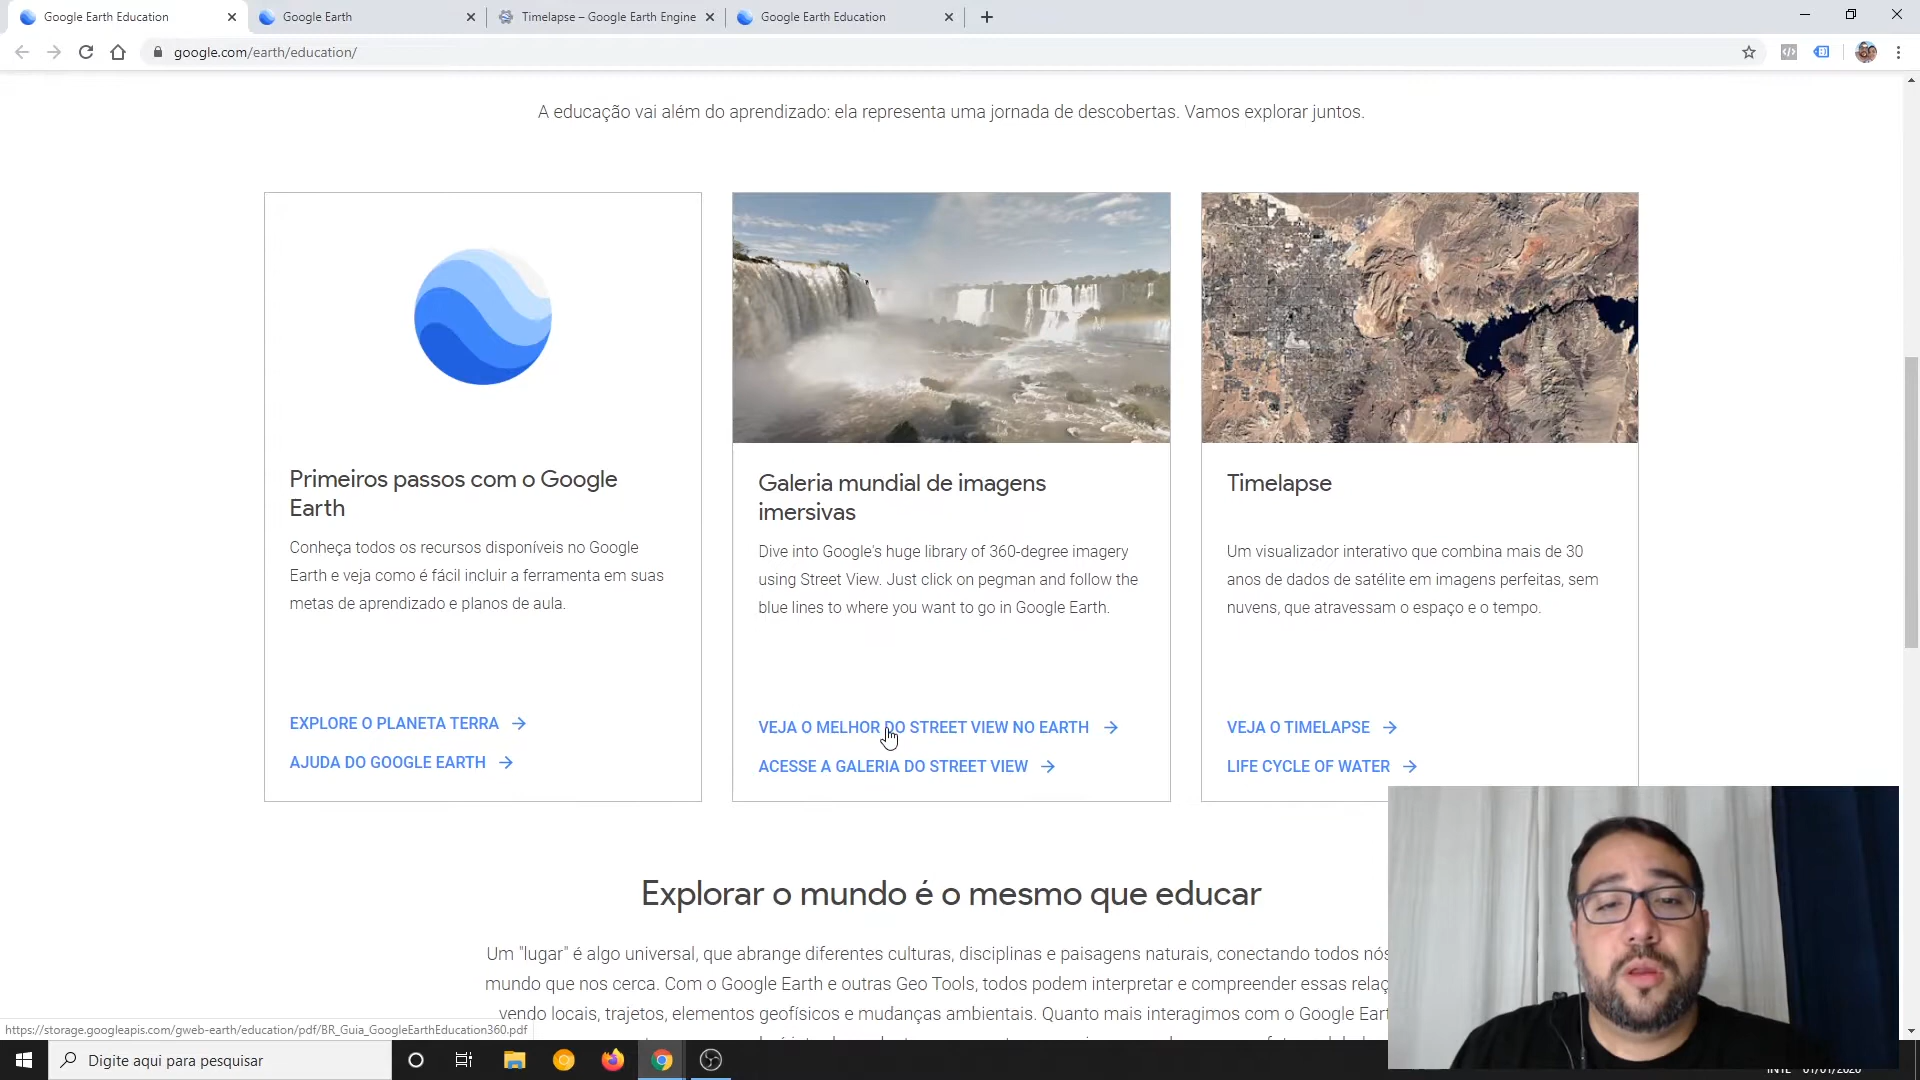 Google Earth Education
Google Earth
Timelapse – Google Earth Engine
Google Earth Education
google.com/earth/education/
A educação vai além do aprendizado: ela representa uma jornada de descobertas. Vamos explorar juntos.
Primeiros passos com o Google
Earth
Conheça todos os recursos disponíveis no Google
Earth e veja como é fácil incluir a ferramenta em suas
metas de aprendizado e planos de aula.
EXPLORE O PLANETA TERRA
AJUDA DO GOOGLE EARTH
Galeria mundial de imagens
imersivas
Dive into Google's huge library of 360-degree imagery
using Street View. Just click on pegman and follow the
blue lines to where you want to go in Google Earth.
VEJA O MELHOR DO STREET VIEW NO EARTH
ACESSE A GALERIA DO STREET VIEW
Timelapse
Um visualizador interativo que combina mais de 30
anos de dados de satélite em imagens perfeitas, sem
nuvens, que atravessam o espaço e o tempo.
VEJA O TIMELAPSE
LIFE CYCLE OF WATER
Explorar o mundo é o mesmo que educar
Um "lugar" é algo universal, que abrange diferentes culturas, disciplinas e paisagens naturais, conectando todos nós
mundo que nos cerca. Com o Google Earth e outras Geo Tools, todos podem interpretar e compreender essas relaç
vendo locais, trajetos, elementos geofísicos e mudanças ambientais. Quanto mais interagimos com o Google Eart
https://storage.googleapis.com/gweb-earth/education/pdf/BR_Guia_GoogleEarthEducation360.pdf
Digite aqui para pesquisar